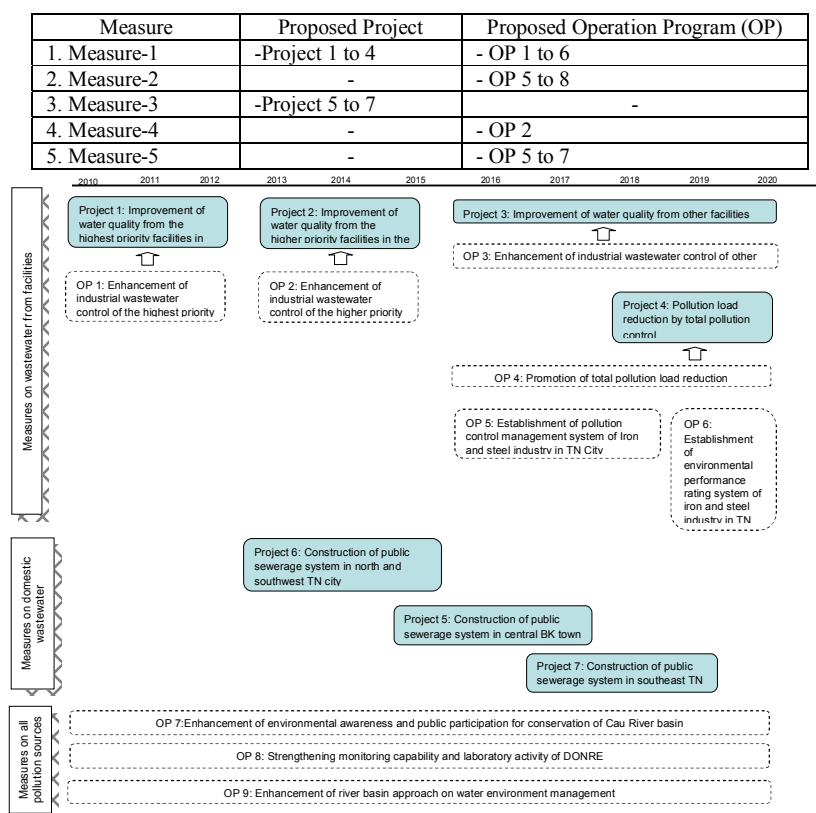 Measure Proposed Project Proposed Operation Program (OP)
1. Measure-1 -Project 1 to 4 - OP 1 to 6
2. Measure-2 - - OP 5 to 8
3. Measure-3 -Project 5 to 7 -
4. Measure-4 - - OP 2
5. Measure-5 - - OP 5 to 7
2010 2011 2012 2013 2014 2015 2016 2017 2018 2019 2020
Measures on wastewater from facilities
Project 1: Improvement of
water quality from the
highest priority facilities in
Project 2: Improvement of
water quality from the
higher priority facilities in the
Project 3: Improvement of water quality from other facilities
OP 1: Enhancement of
industrial wastewater
control of the highest priority
OP 2: Enhancement of
industrial wastewater
control of the higher priority
OP 3: Enhancement of industrial wastewater control of other
Project 4: Pollution load
reduction by total pollution
control
OP 4: Promotion of total pollution load reduction
OP 5: Establishment of pollution
control management system of Iron
and steel industry in TN City
OP 6:
Establishment
of
environmental
performance
rating system of
iron and steel
industry in TN
Measures on domestic
wastewater
Project 6: Construction of public
sewerage system in north and
southwest TN city
Project 5: Construction of public
sewerage system in central BK town
Project 7: Construction of public
sewerage system in southeast TN
Measures on all
pollution sources
OP 7:Enhancement of environmental awareness and public participation for conservation of Cau River basin
OP 8: Strengthening monitoring capability and laboratory activity of DONRE
OP 9: Enhancement of river basin approach on water environment management